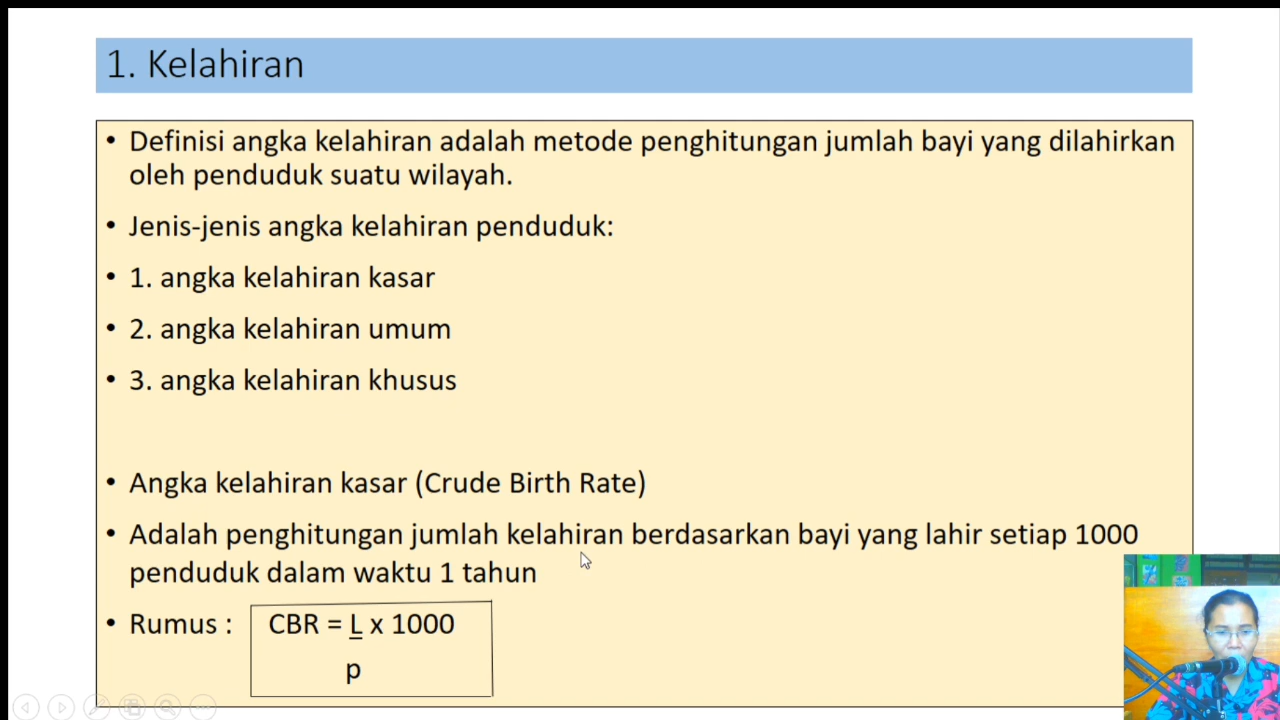 1. Kelahiran
• Definisi angka kelahiran adalah metode penghitungan jumlah bayi yang dilahirkan
oleh penduduk suatu wilayah.
• Jenis-jenis angka kelahiran penduduk:
• 1. angka kelahiran kasar
• 2. angka kelahiran umum
• 3. angka kelahiran khusus
• Angka kelahiran kasar (Crude Birth Rate)
• Adalah penghitungan jumlah kelahiran berdasarkan bayi yang lahir setiap 1000
penduduk dalam waktu 1 tahun
• Rumus : CBR = L x 1000
p